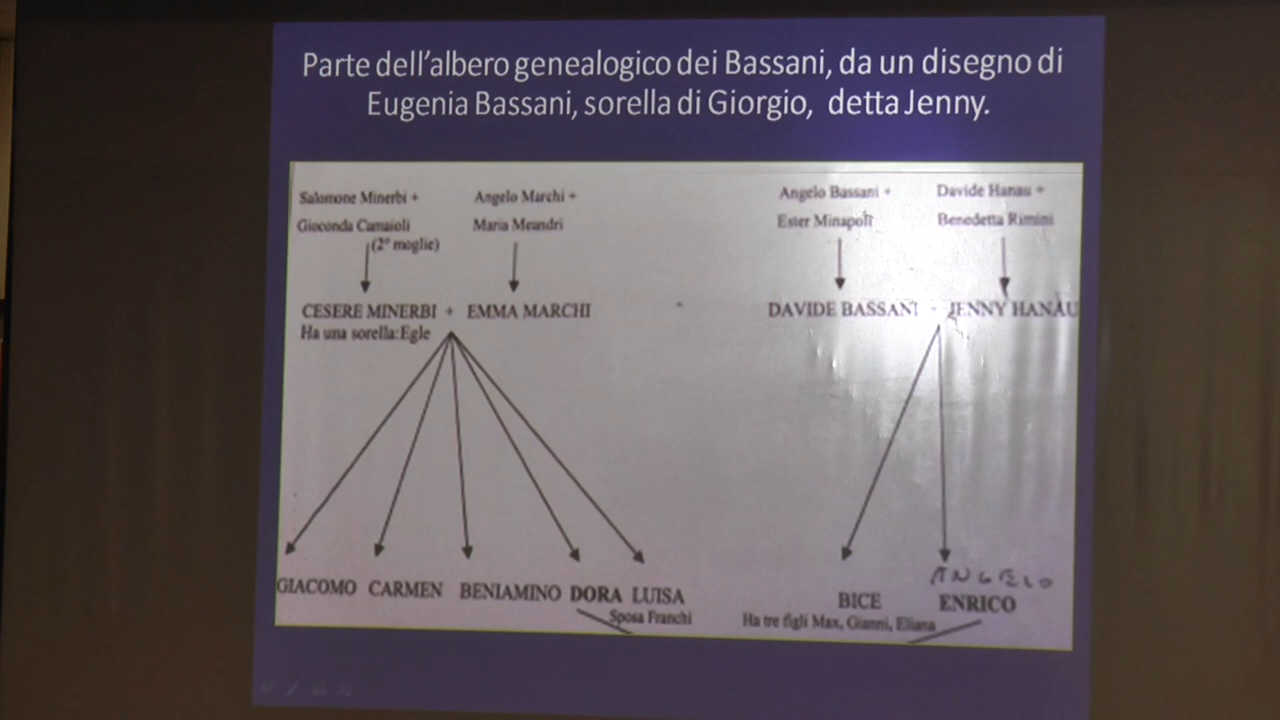 Parte dell'albero genealogico dei Bassani, da un disegno di
Eugenia Bassani, sorella di Giorgio, detta Jenny.
Salomone Minerbi +
Gioconda Camaioli
(2° moglie)
Angelo Marchi +
Maria Meandri
Angelo Bassani +
Ester Minapoli
Davide Hanau +
Benedetta Rimini
CESERE MINERBI + EMMA MARCHI
Ha una sorella:Egle
DAVIDE BASSANI - JENNY HANAU
GIACOMO CARMEN BENIAMINO DORA LUISA
Sposa Franchi
ANGELO
BICE ENRICO
Ha tre figli Max, Gianni, Eliana